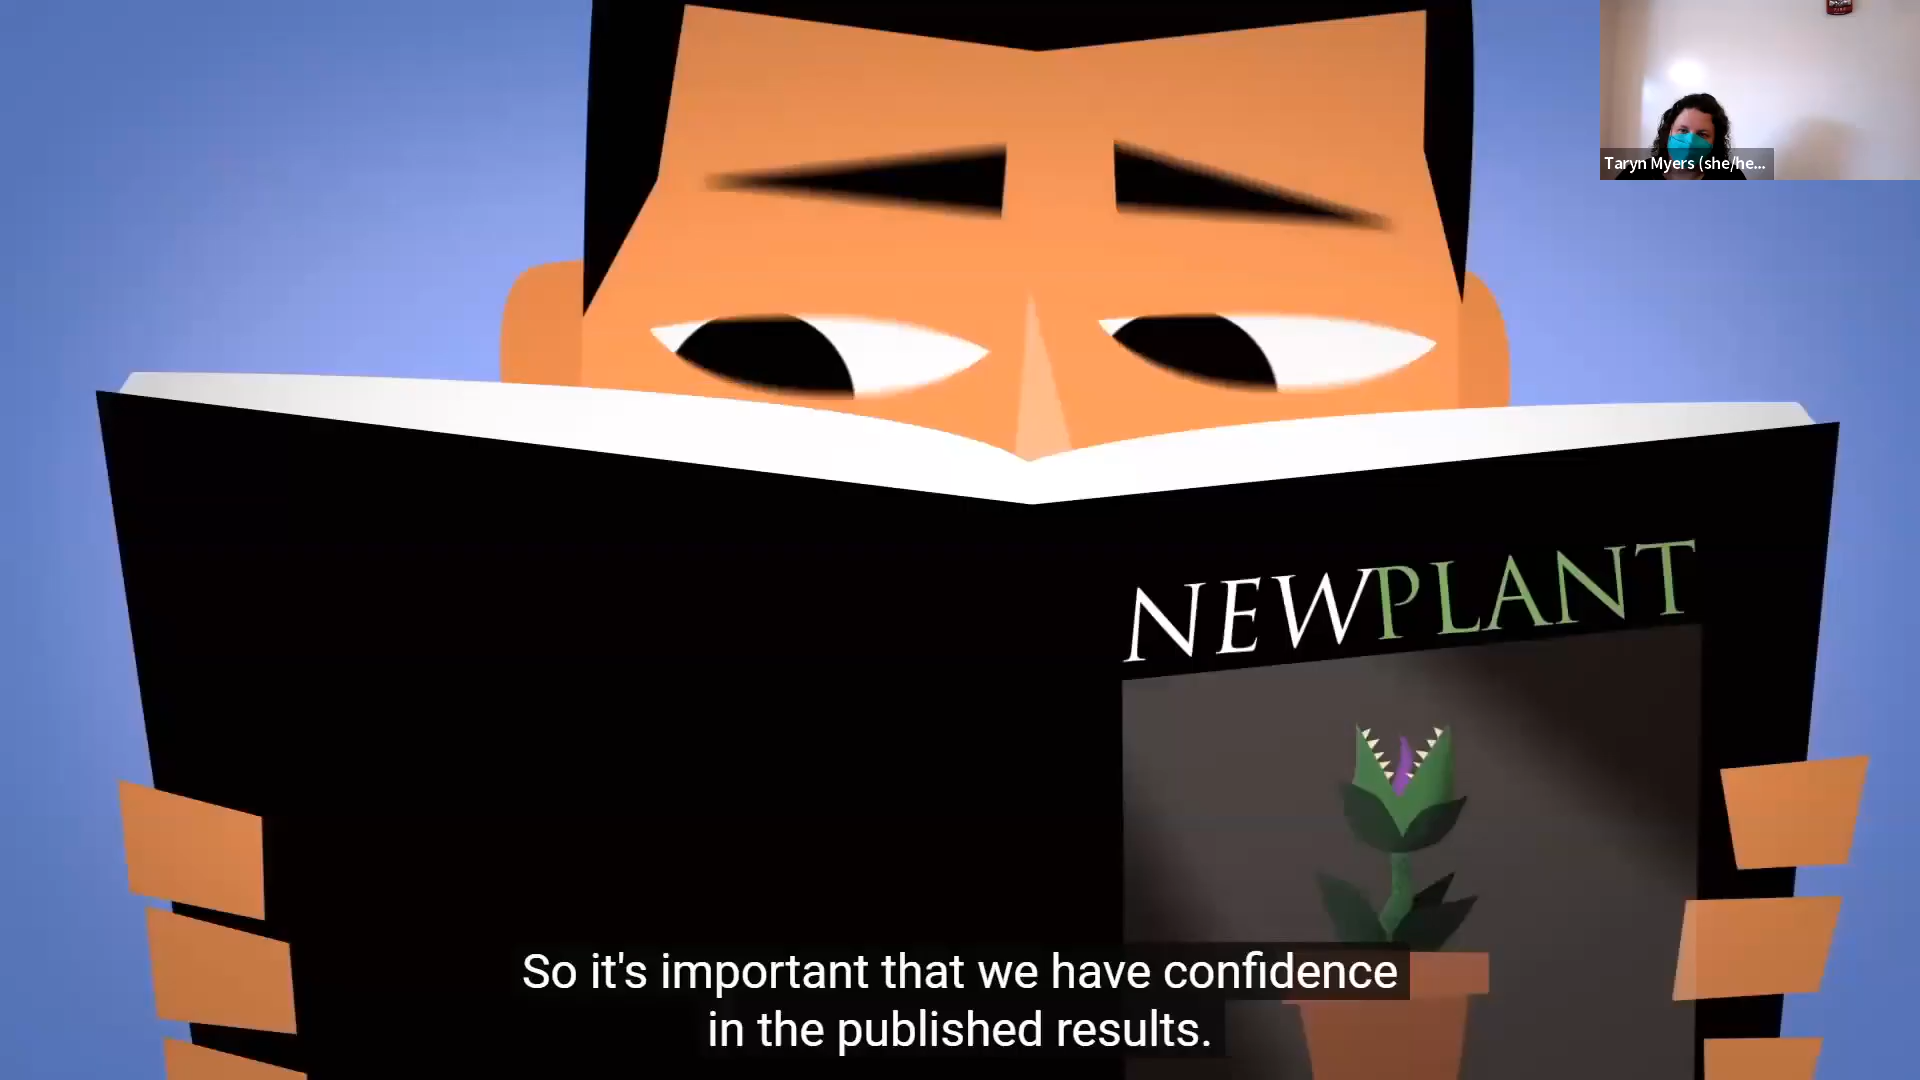 Taryn Myers (she/he...
NEWPLANT
So it's important that we have confidence
in the published results.